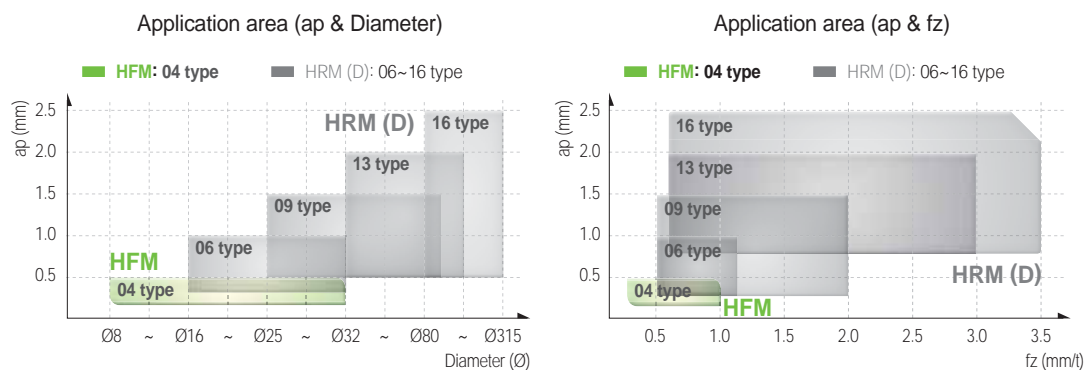 Application area (ap & Diameter)
HFM: 04 type
HRM (D): 06~16 type
ap (mm)
2.5
2.0
1.5
1.0
0.5
HRM (D)
16 type
13 type
09 type
06 type
HFM
04 type
Ø8 ~ Ø16 ~ Ø25 ~ Ø32 ~ Ø80 ~ Ø315
Diameter (Ø)
Application area (ap & fz)
HFM: 04 type
HRM (D): 06~16 type
ap (mm)
2.5
2.0
1.5
1.0
0.5
16 type
13 type
09 type
06 type
HRM (D)
04 type
HFM
0.5 1.0 1.5 2.0 2.5 3.0 3.5
fz (mm/t)